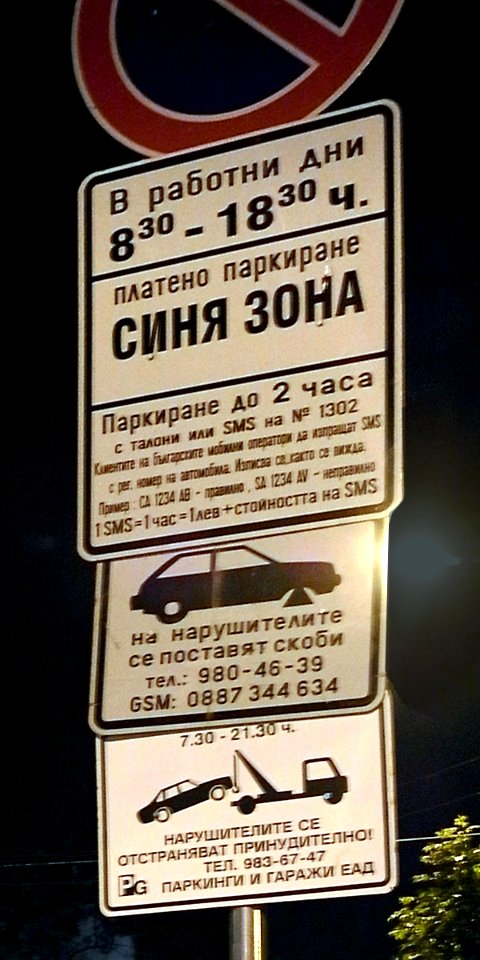 В работни дни
8³⁰ - 18³⁰ ч.
платено паркиране
СИНЯ ЗОНА
Паркиране до 2 часа
с талони или SMS на № 1302
Клиентите на българските мобилни оператори да изпращат SMS
с рег. номер на автомобила. Изписва се, както се вижда.
Пример: CA 1234 AB - правилно, SA 1234 AV - неправилно
1 SMS=1 час=1лев+стойността на SMS
на нарушителите
се поставят скоби
тел.: 980-46-39
GSM: 0887 344 634
7.30 - 21.30 ч.
НАРУШИТЕЛИТЕ СЕ
ОТСТРАНЯВАТ ПРИНУДИТЕЛНО!
ТЕЛ. 983-67-47
PG ПАРКИНГИ И ГАРАЖИ ЕАД